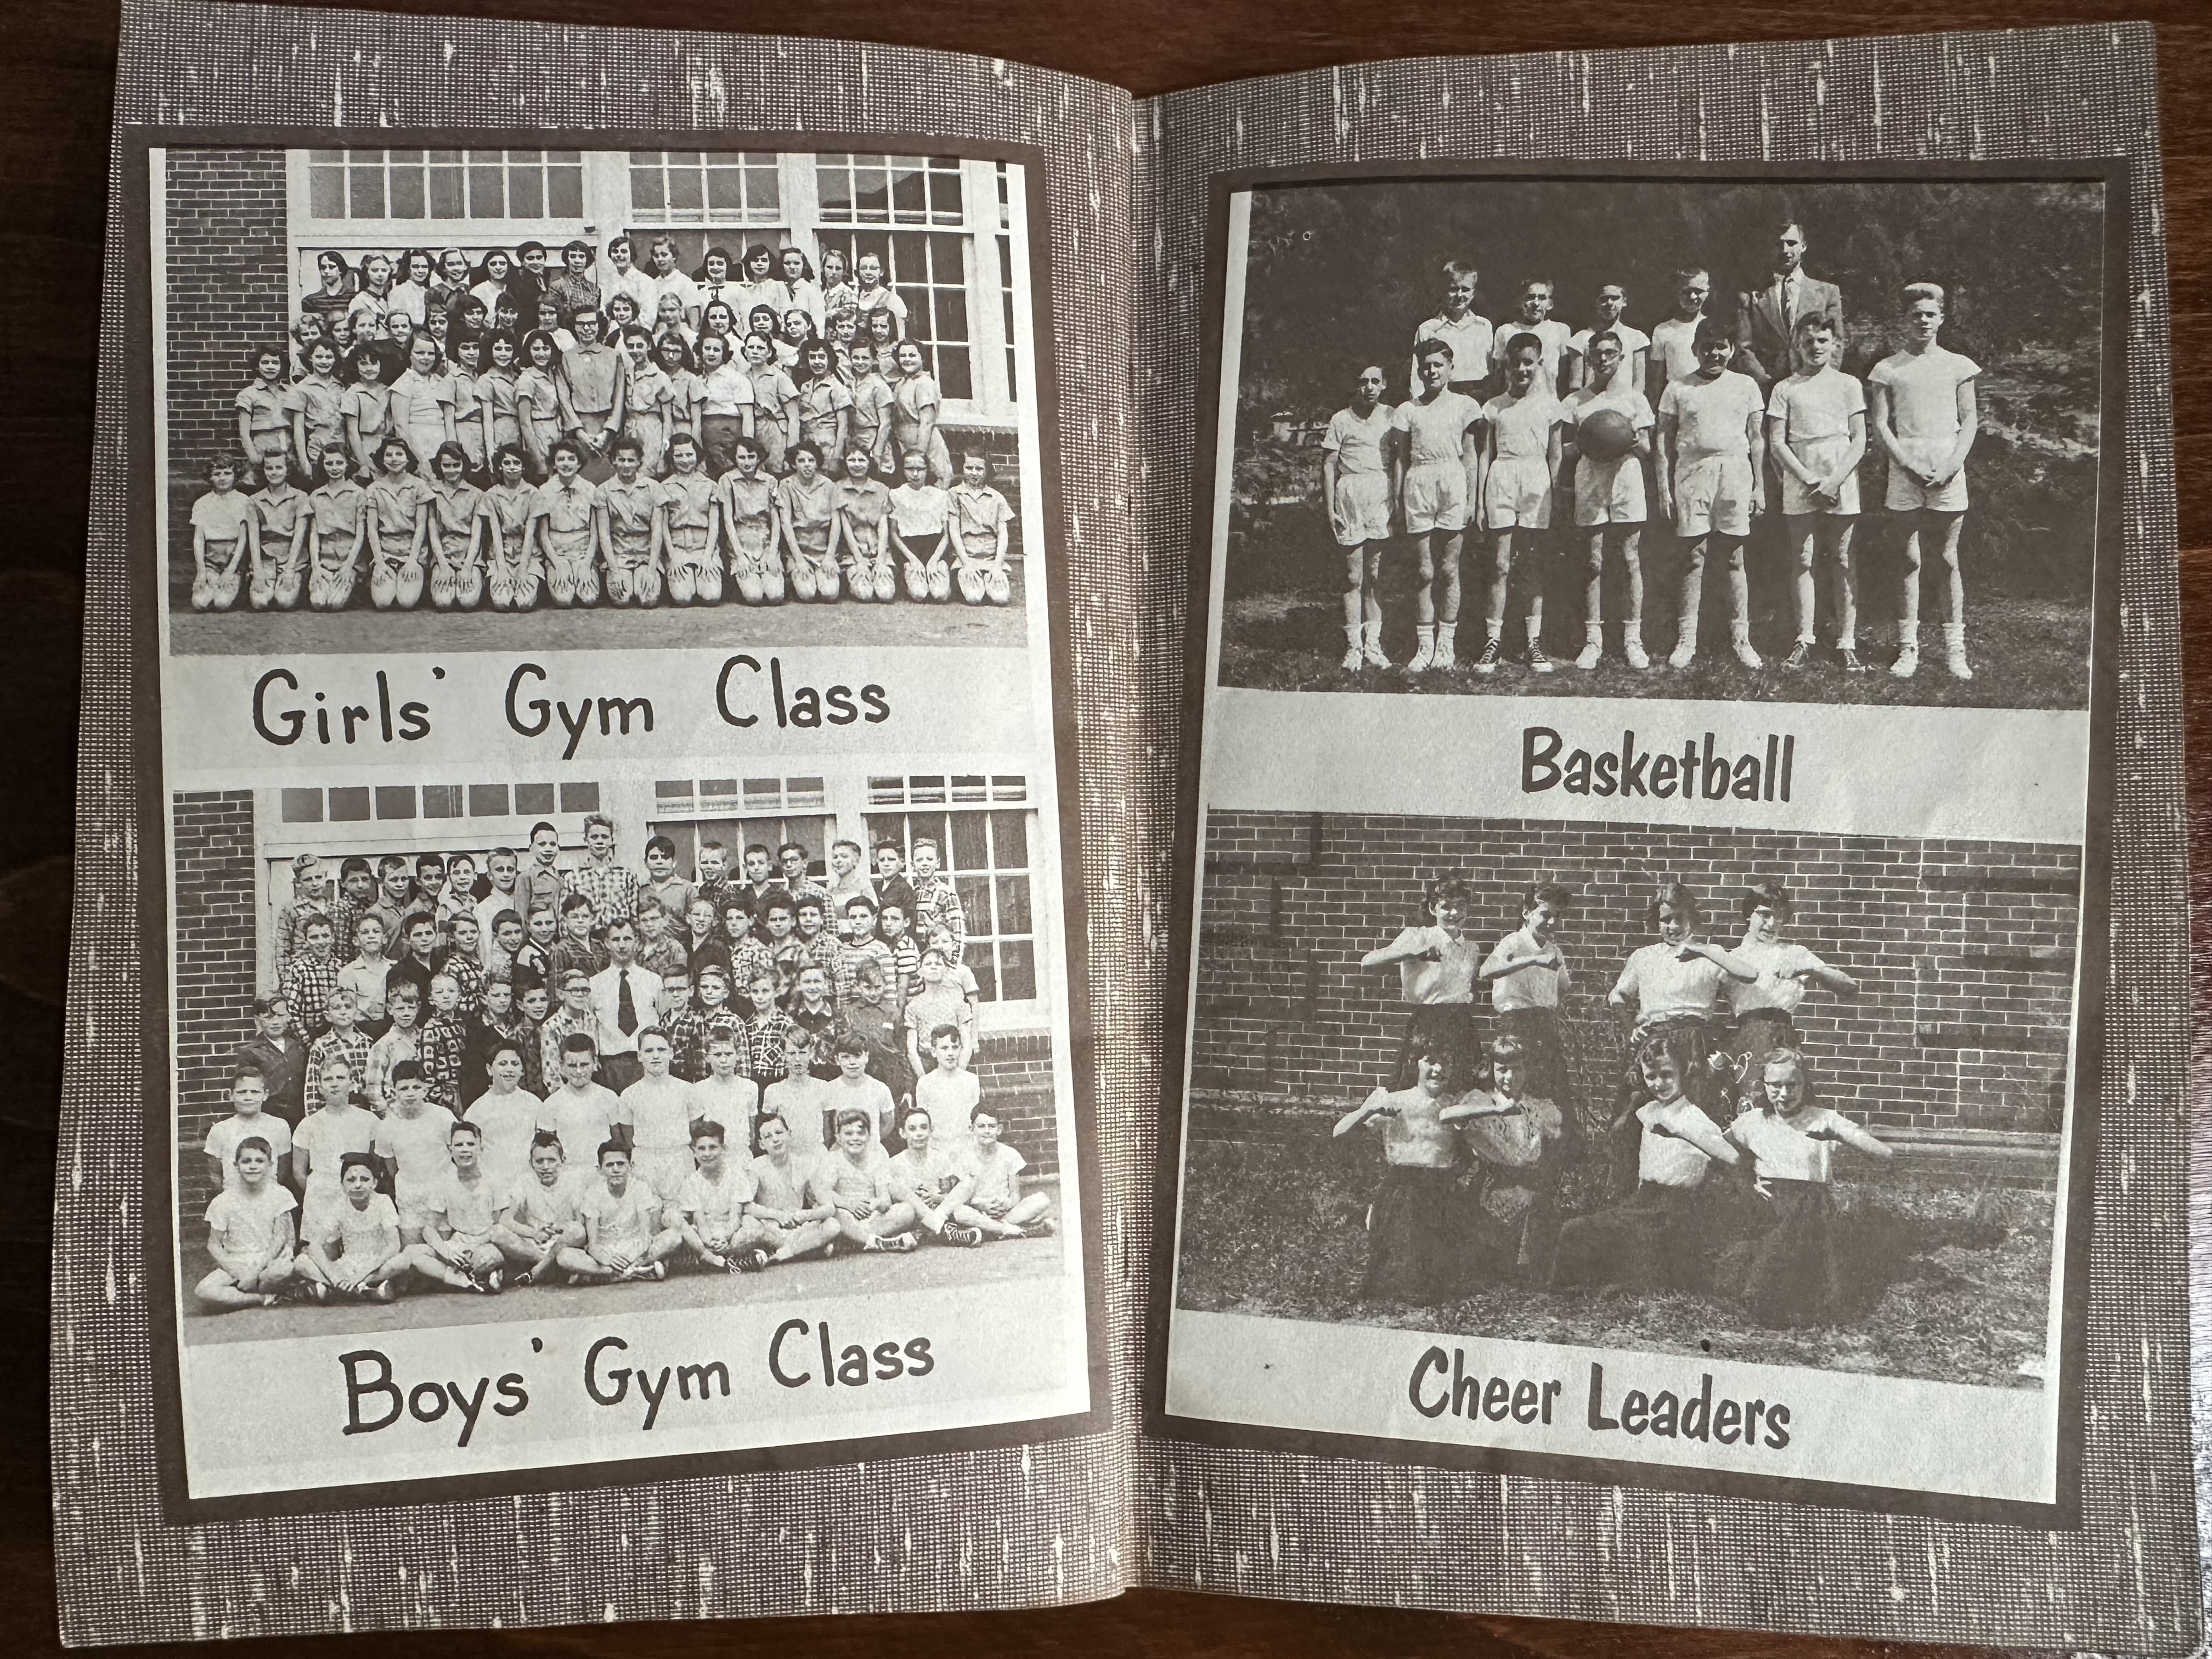 Girls' Gym Class
Boys' Gym Class
Basketball
Cheer Leaders